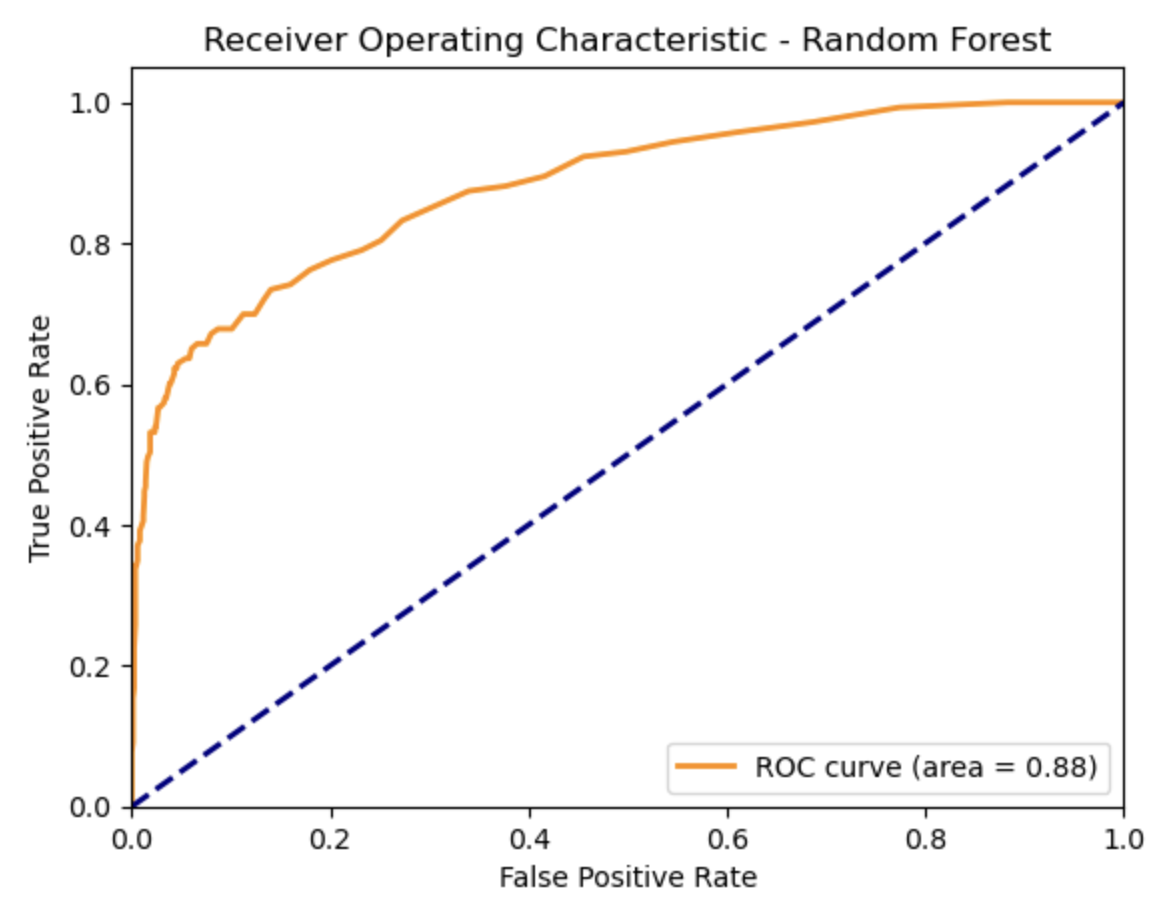 Receiver Operating Characteristic - Random Forest
1.0
0.8
0.6
0.4
0.2
0.0
True Positive Rate
ROC curve (area = 0.88)
0.0 0.2 0.4 0.6 0.8 1.0
False Positive Rate